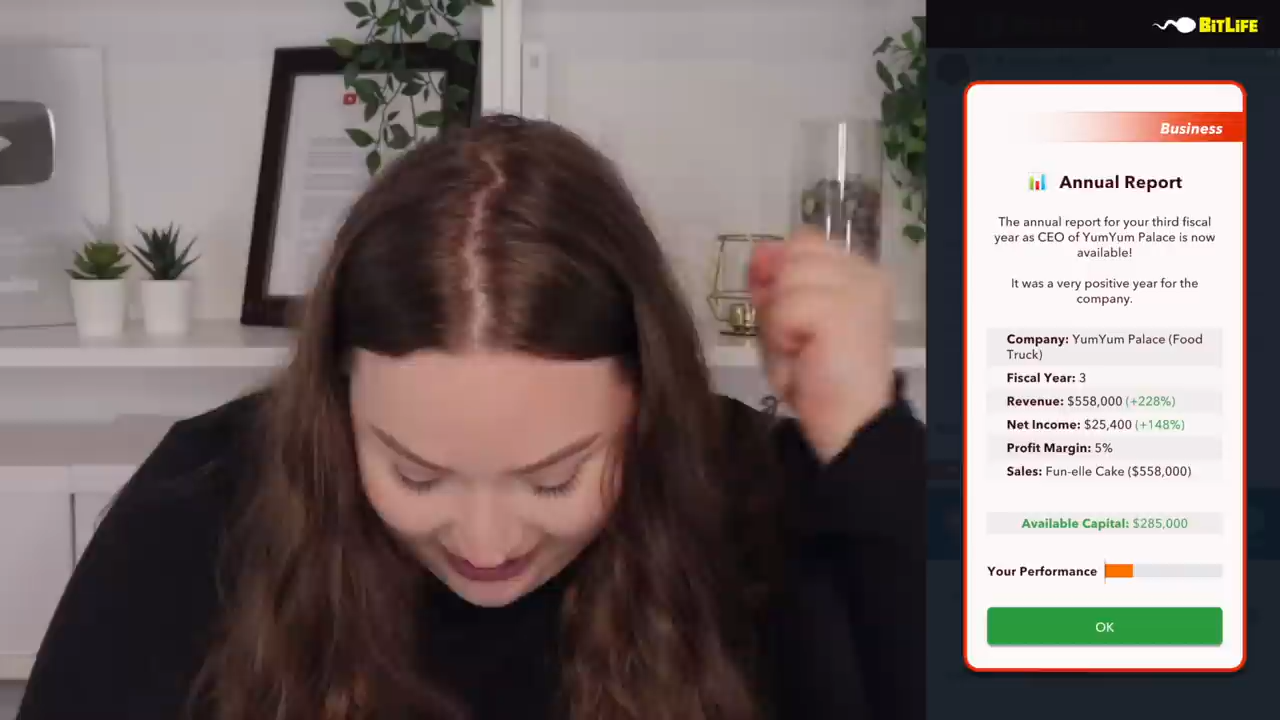 BITLIFE
Business
Annual Report
The annual report for your third fiscal
year as CEO of YumYum Palace is now
available!
It was a very positive year for the
company.
Company: YumYum Palace (Food
Truck)
Fiscal Year: 3
Revenue: $558,000 (+228%)
Net Income: $25,400 (+148%)
Profit Margin: 5%
Sales: Fun-elle Cake ($558,000)
Available Capital: $285,000
Your Performance
OK